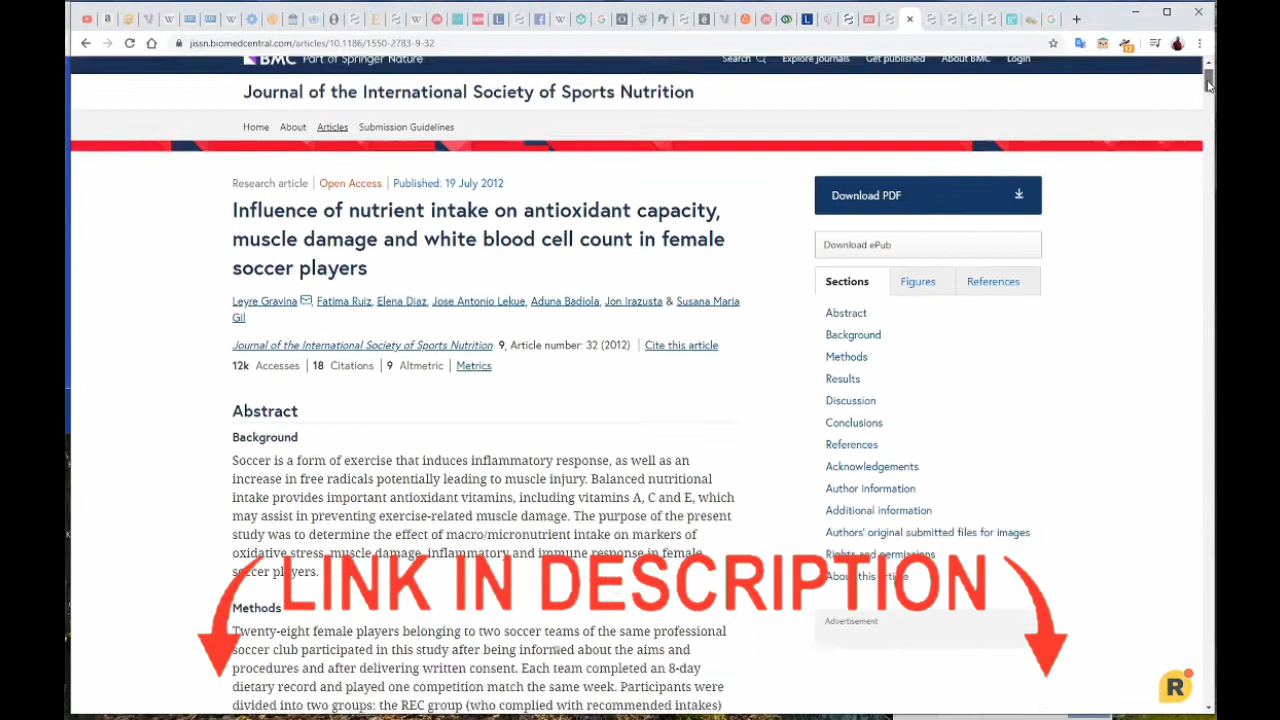 jissn.biomedcentral.com/articles/10.1186/1550-2783-9-32
BMC Part of Springer Nature
Search Explore journals Get published About BMC Login
Journal of the International Society of Sports Nutrition
Home About Articles Submission Guidelines
Research article | Open Access | Published: 19 July 2012
Influence of nutrient intake on antioxidant capacity,
muscle damage and white blood cell count in female
soccer players
Leyre Gravina, Fatima Ruiz, Elena Diaz, Jose Antonio Lekue, Aduna Badiola, Jon Irazusta & Susana Maria
Gil
Journal of the International Society of Sports Nutrition 9, Article number: 32 (2012) | Cite this article
12k Accesses | 18 Citations | 9 Altmetric | Metrics
Abstract
Background
Soccer is a form of exercise that induces inflammatory response, as well as an
increase in free radicals potentially leading to muscle injury. Balanced nutritional
intake provides important antioxidant vitamins, including vitamins A, C and E, which
may assist in preventing exercise-related muscle damage. The purpose of the present
study was to determine the effect of macro/micronutrient intake on markers of
oxidative stress, muscle damage, inflammatory and immune response in female
soccer players.
Methods
Twenty-eight female players belonging to two soccer teams of the same professional
soccer club participated in this study after being informed about the aims and
procedures and after delivering written consent. Each team completed an 8-day
dietary record and played one competition match the same week. Participants were
divided into two groups: the REC group (who complied with recommended intakes)
Download PDF
Download ePub
Sections Figures References
Abstract
Background
Methods
Results
Discussion
Conclusions
References
Acknowledgements
Author information
Additional information
Authors' original submitted files for images
Rights and permissions
About this article
Advertisement
LINK IN DESCRIPTION
R